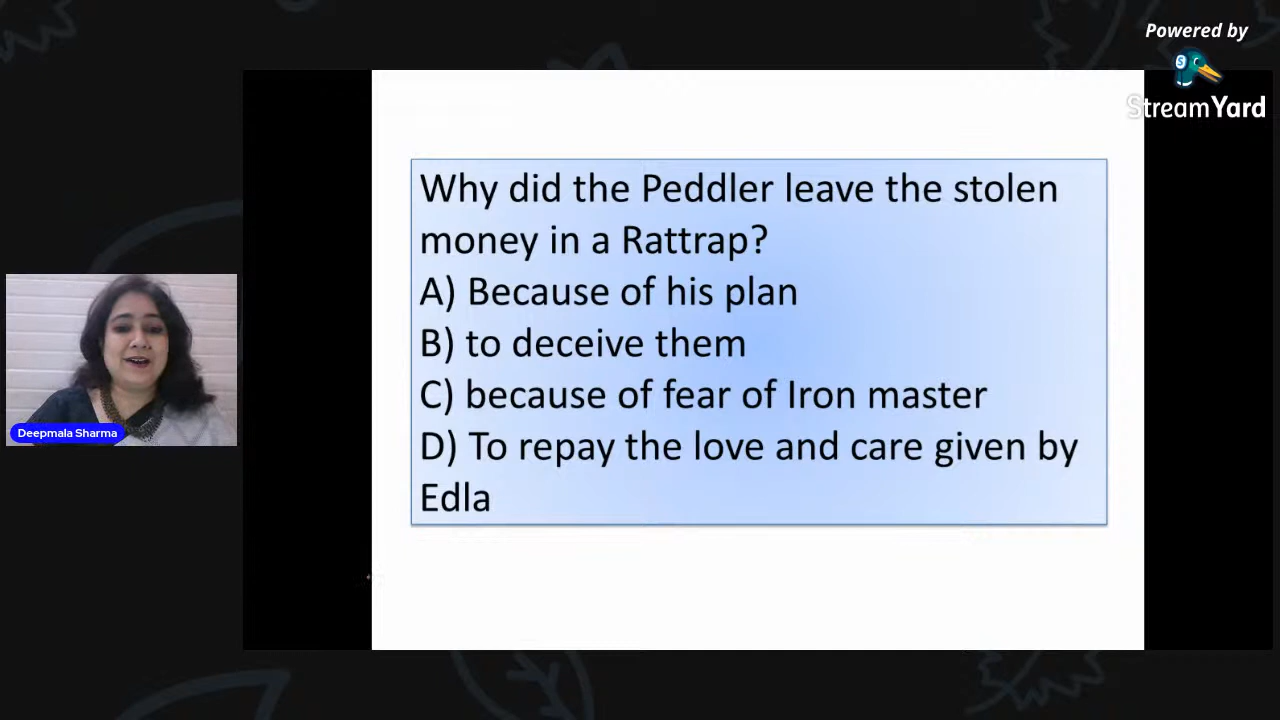 Powered by
StreamYard
Why did the Peddler leave the stolen
money in a Rattrap?
A) Because of his plan
B) to deceive them
C) because of fear of Iron master
D) To repay the love and care given by
Edla
Deepmala Sharma